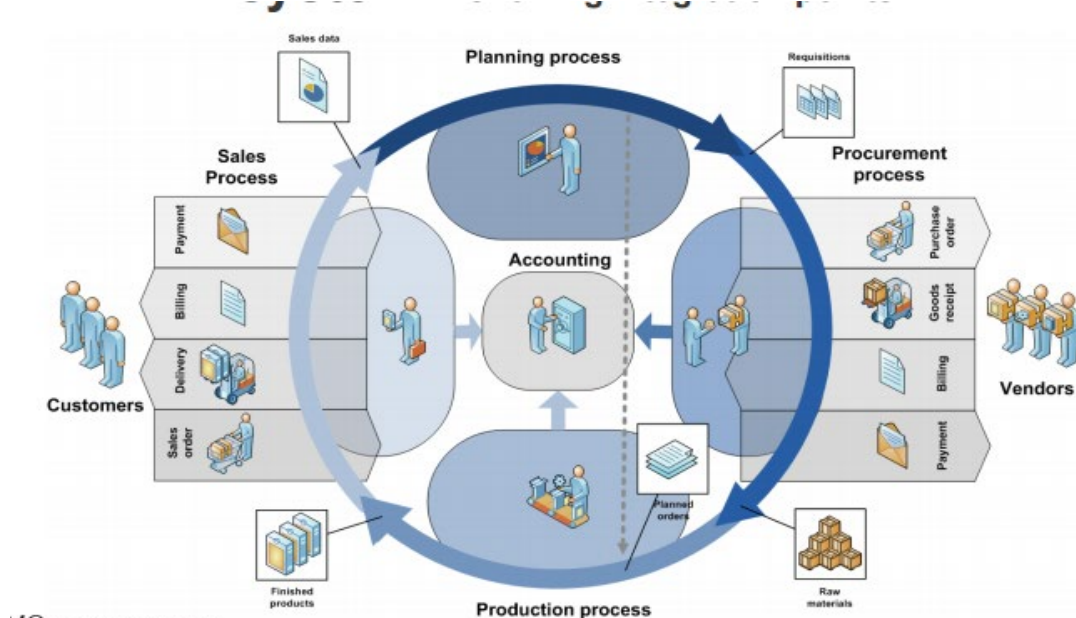 Sales data
Planning process
Requisitions
Sales
Process
Procurement
process
Payment
Billing
Delivery
Sales
order
Customers
Accounting
Purchase
order
Goods
receipt
Billing
Payment
Vendors
Planned
orders
Finished
products
Production process
Raw
materials